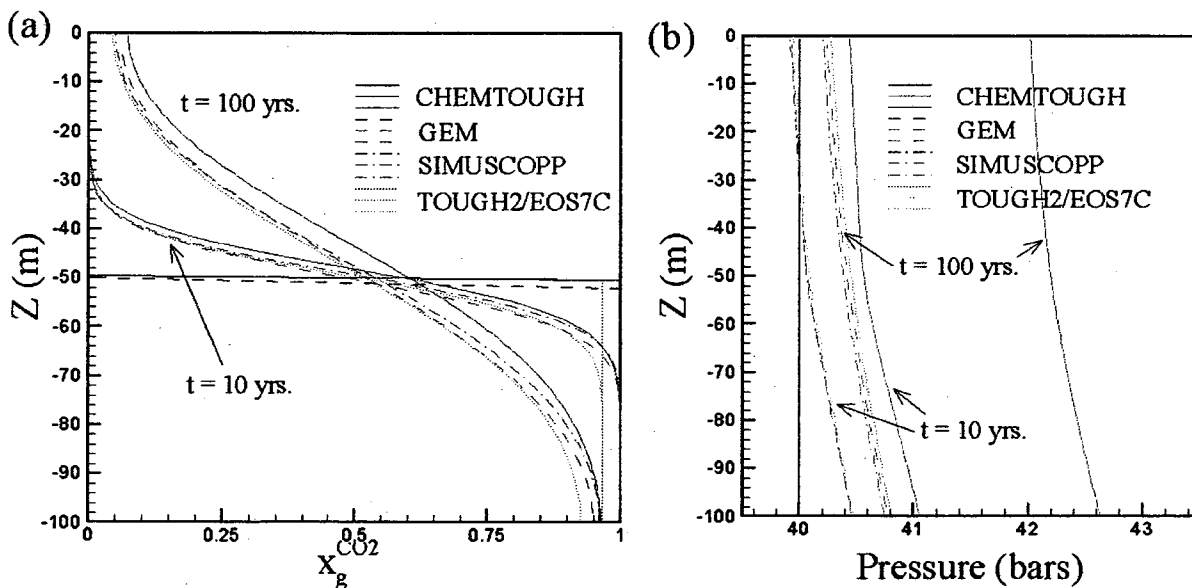 (a)
0
-10
-20
-30
-40
-50
-60
-70
-80
-90
-100
Z (m)
t = 100 yrs.
CHEMTOUGH
GEM
SIMUSCOPP
TOUGH2/EOS7C
t = 10 yrs.
0
0.25
0.5
0.75
1
x_g^CO2
(b)
0
-10
-20
-30
-40
-50
-60
-70
-80
-90
-100
Z (m)
CHEMTOUGH
GEM
SIMUSCOPP
TOUGH2/EOS7C
t = 100 yrs.
t = 10 yrs.
40
41
42
43
Pressure (bars)